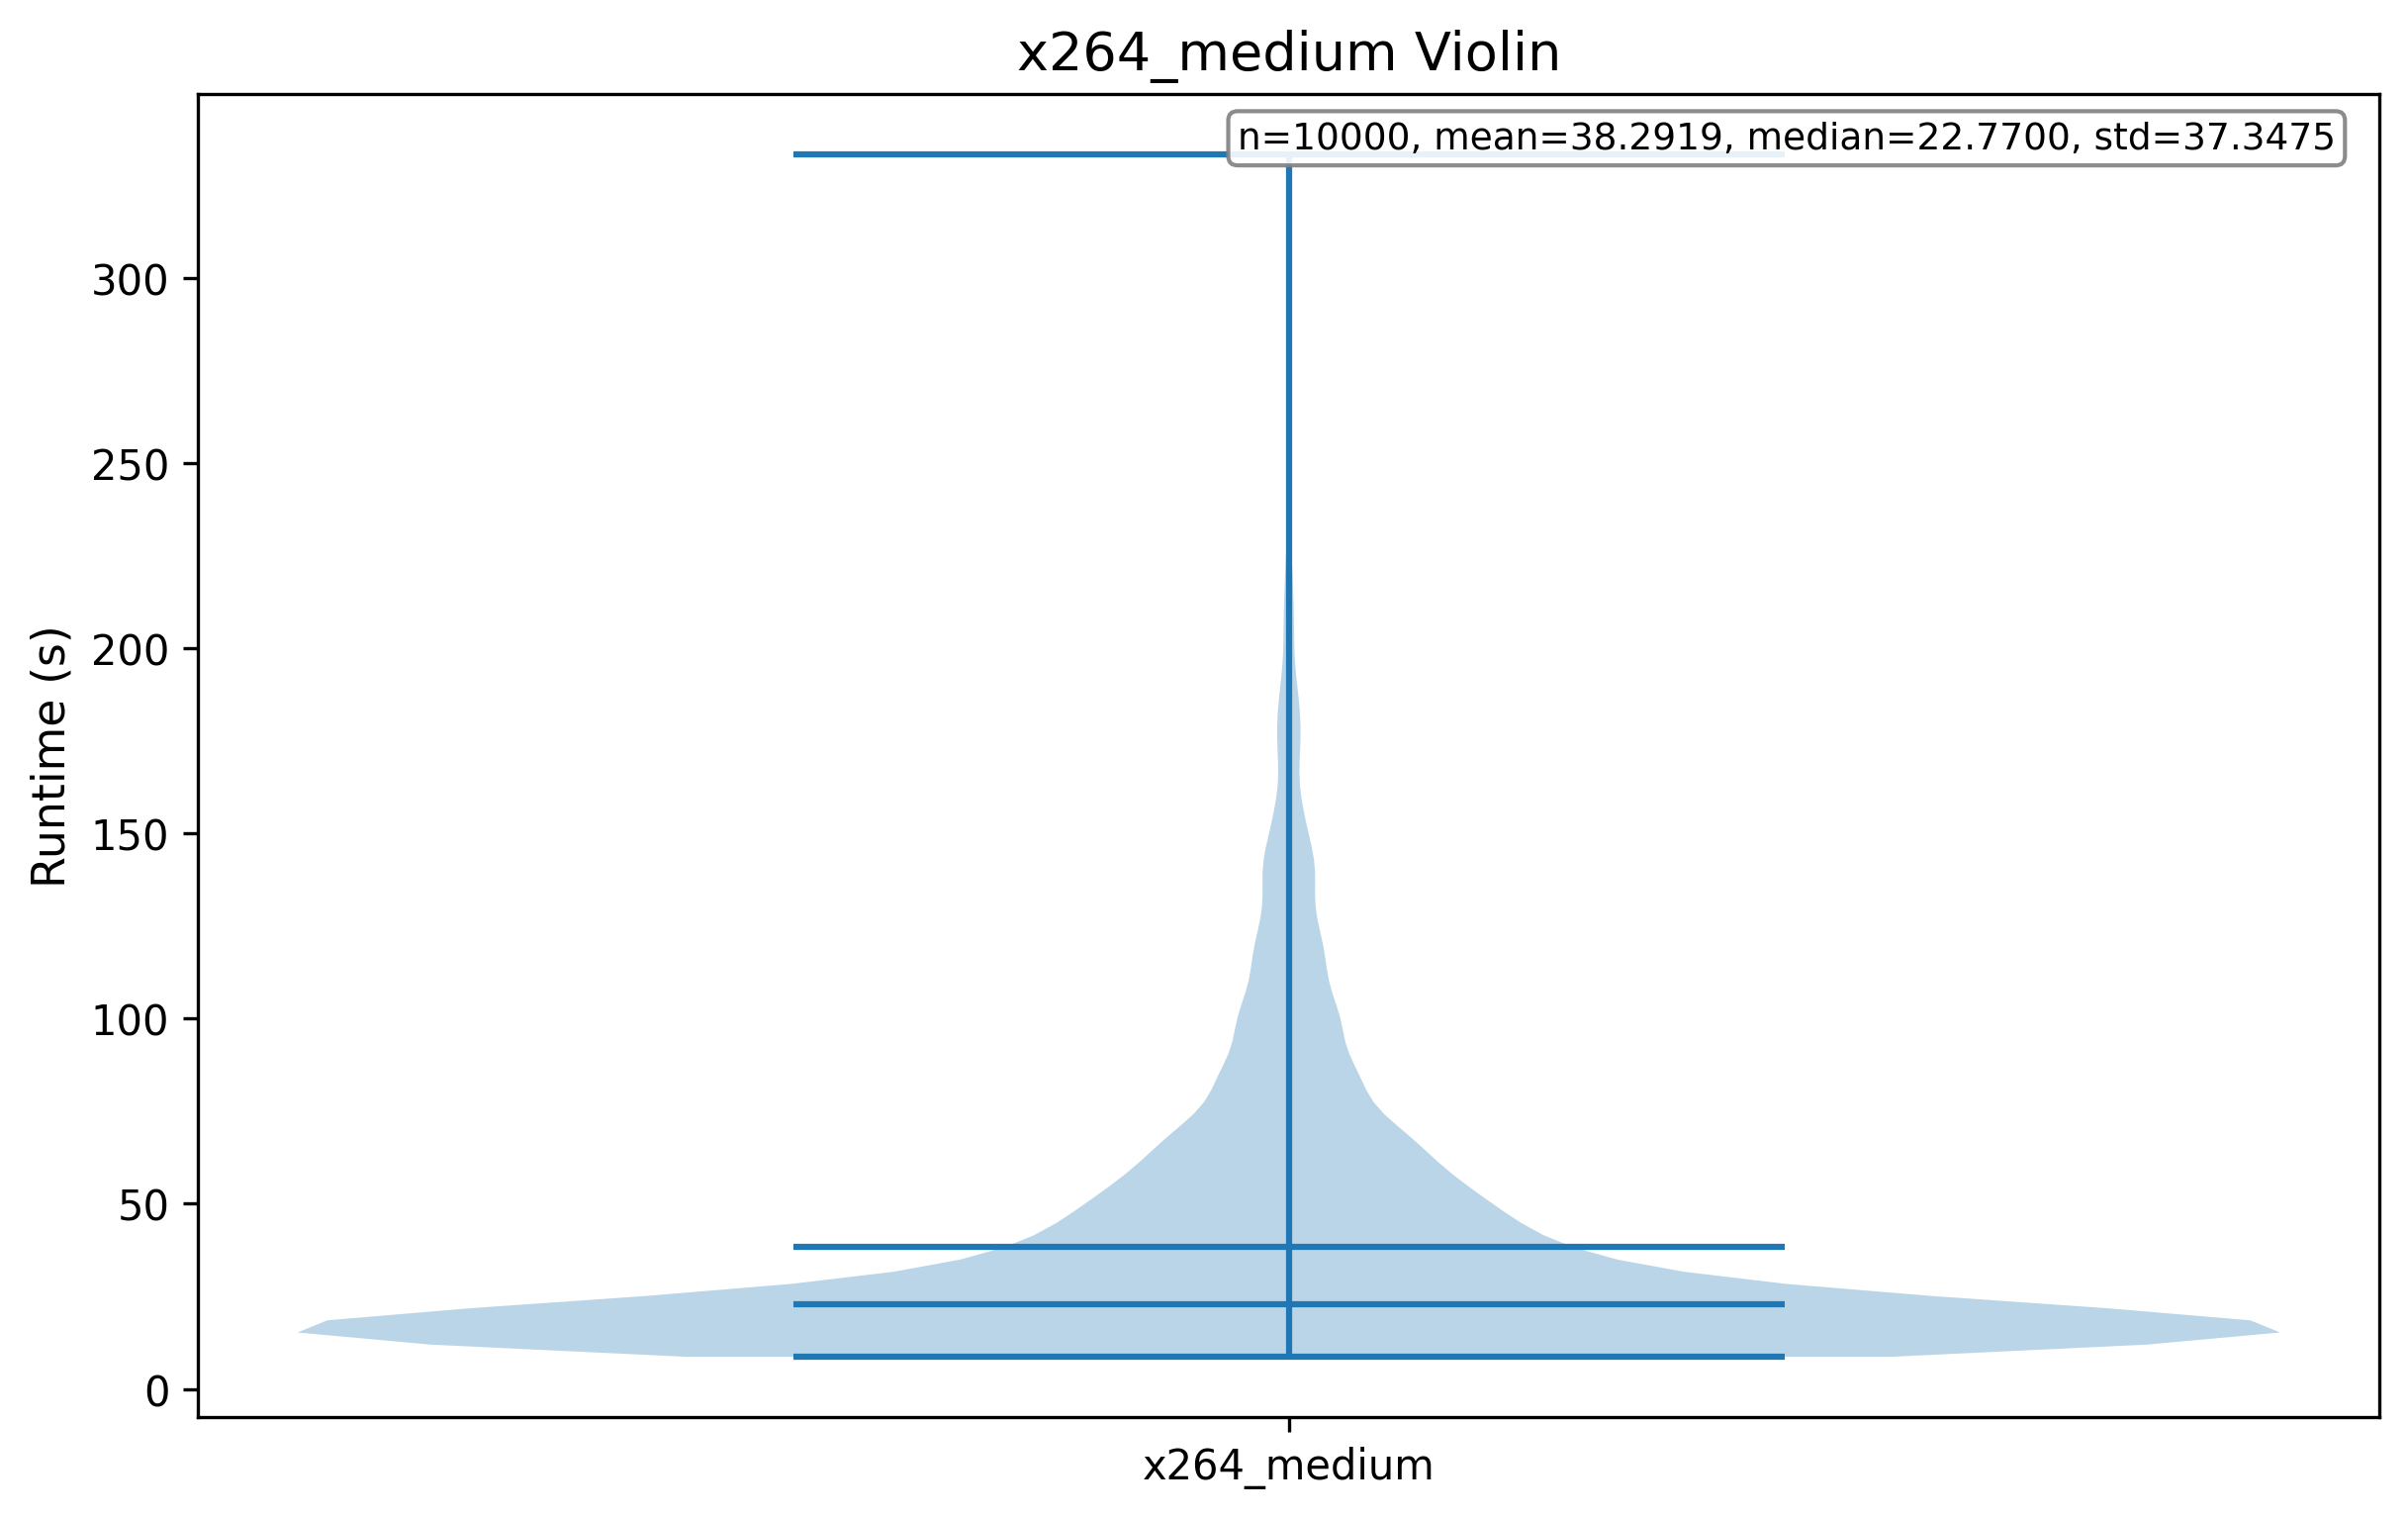 x264_medium Violin
n=10000, mean=38.2919, median=22.7700, std=37.3475
300
250
200
150
100
50
0
Runtime (s)
x264_medium